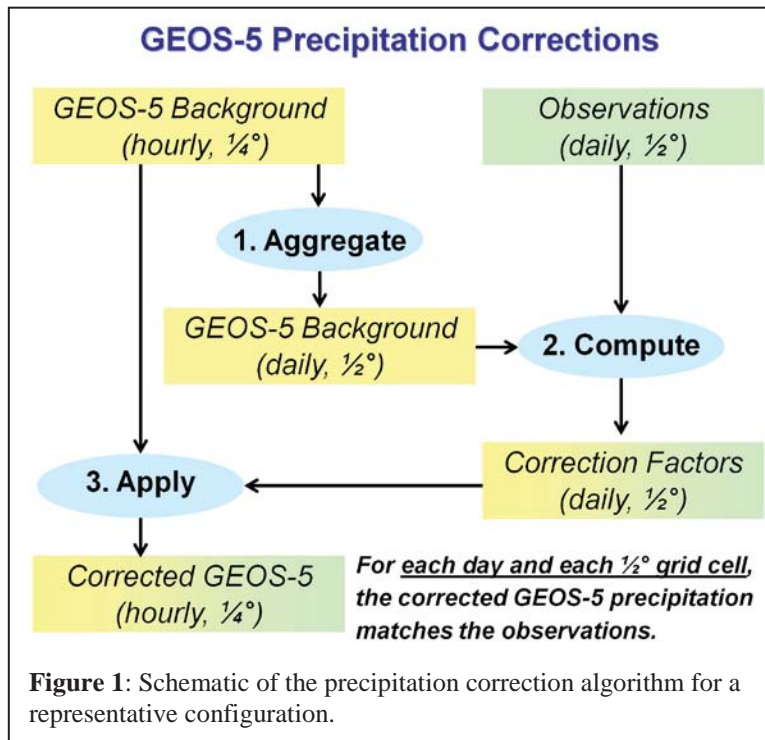 GEOS-5 Precipitation Corrections
GEOS-5 Background
(hourly, ¼°)
Observations
(daily, ½°)
1. Aggregate
GEOS-5 Background
(daily, ½°)
2. Compute
3. Apply
Correction Factors
(daily, ½°)
Corrected GEOS-5
(hourly, ¼°)
For each day and each ½° grid cell,
the corrected GEOS-5 precipitation
matches the observations.
Figure 1: Schematic of the precipitation correction algorithm for a
representative configuration.